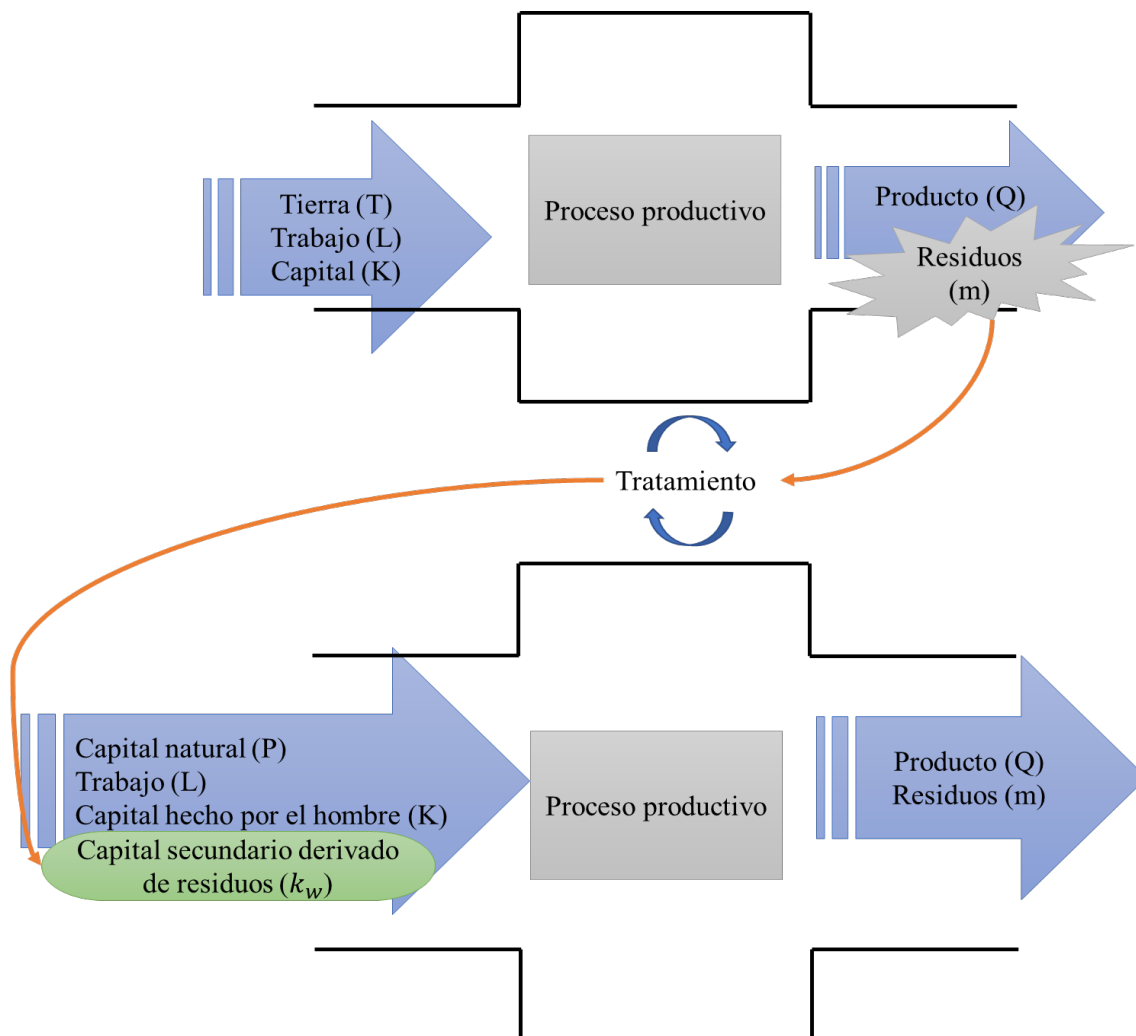 Tierra (T)
Trabajo (L)
Capital (K)
Proceso productivo
Producto (Q)
Residuos
(m)
Tratamiento
Capital natural (P)
Trabajo (L)
Capital hecho por el hombre (K)
Capital secundario derivado
de residuos (k_w)
Proceso productivo
Producto (Q)
Residuos (m)